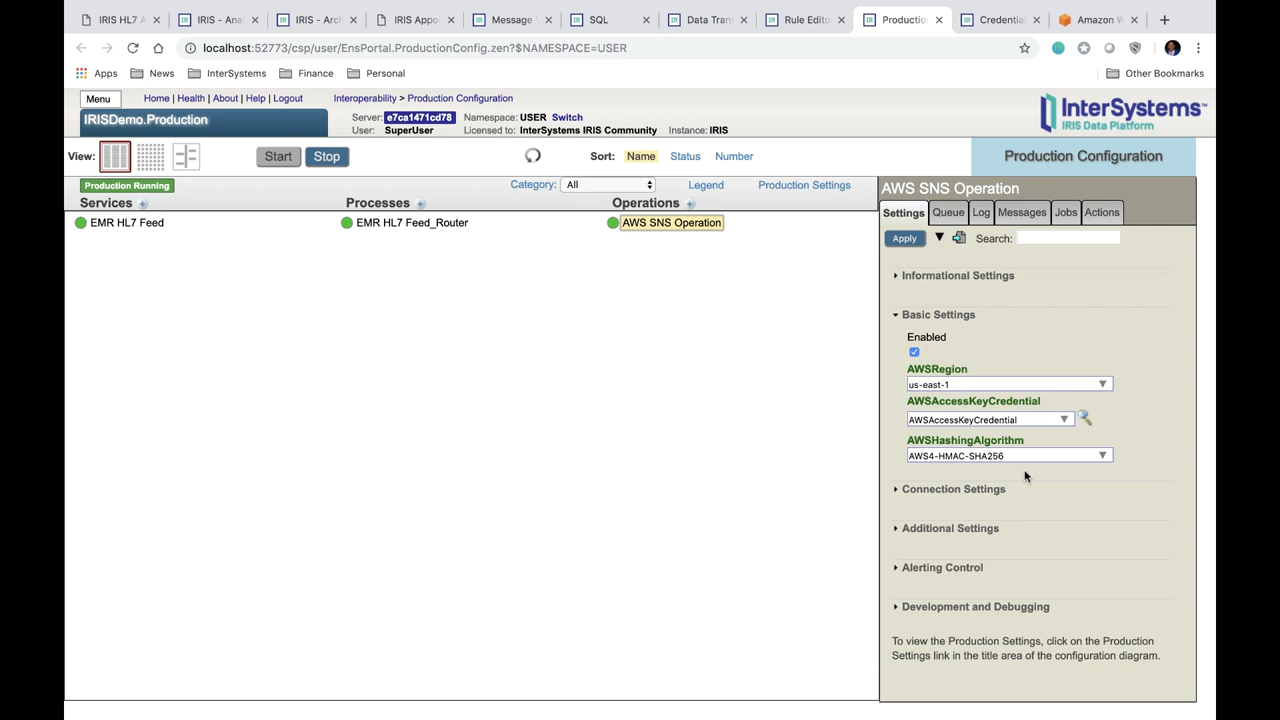 IRIS HL7 A
IRIS - Ana
IRIS - Arc
IRIS Appo
Message
SQL
Data Tran
Rule Edito
Productio
Credentia
Amazon W
localhost:52773/csp/user/EnsPortal.ProductionConfig.zen?$NAMESPACE=USER
Apps News InterSystems Finance Personal Other Bookmarks
Menu Home | Health | About | Help | Logout Interoperability > Production Configuration
IRISDemo.Production
Server: e7ca1471cd78 Namespace: USER Switch
User: SuperUser Licensed to: InterSystems IRIS Community Instance: IRIS
InterSystems™
IRIS Data Platform
View: Start Stop Sort: Name Status Number Production Configuration
Production Running Category: All Legend Production Settings
Services Processes Operations
EMR HL7 Feed EMR HL7 Feed_Router AWS SNS Operation
AWS SNS Operation
Settings Queue Log Messages Jobs Actions
Apply Search:
Informational Settings
Basic Settings
Enabled
AWSRegion
us-east-1
AWSAccessKeyCredential
AWSAccessKeyCredential
AWSHashingAlgorithm
AWS4-HMAC-SHA256
Connection Settings
Additional Settings
Alerting Control
Development and Debugging
To view the Production Settings, click on the Production
Settings link in the title area of the configuration diagram.